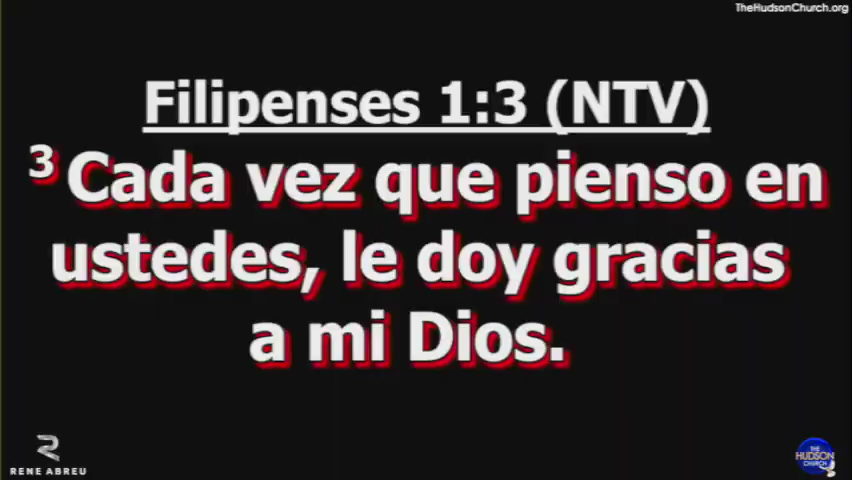 TheHudsonChurch.org
Filipenses 1:3 (NTV)
3 Cada vez que pienso en
ustedes, le doy gracias
a mi Dios.
RENE ABREU
THE
HUDSON
CHURCH